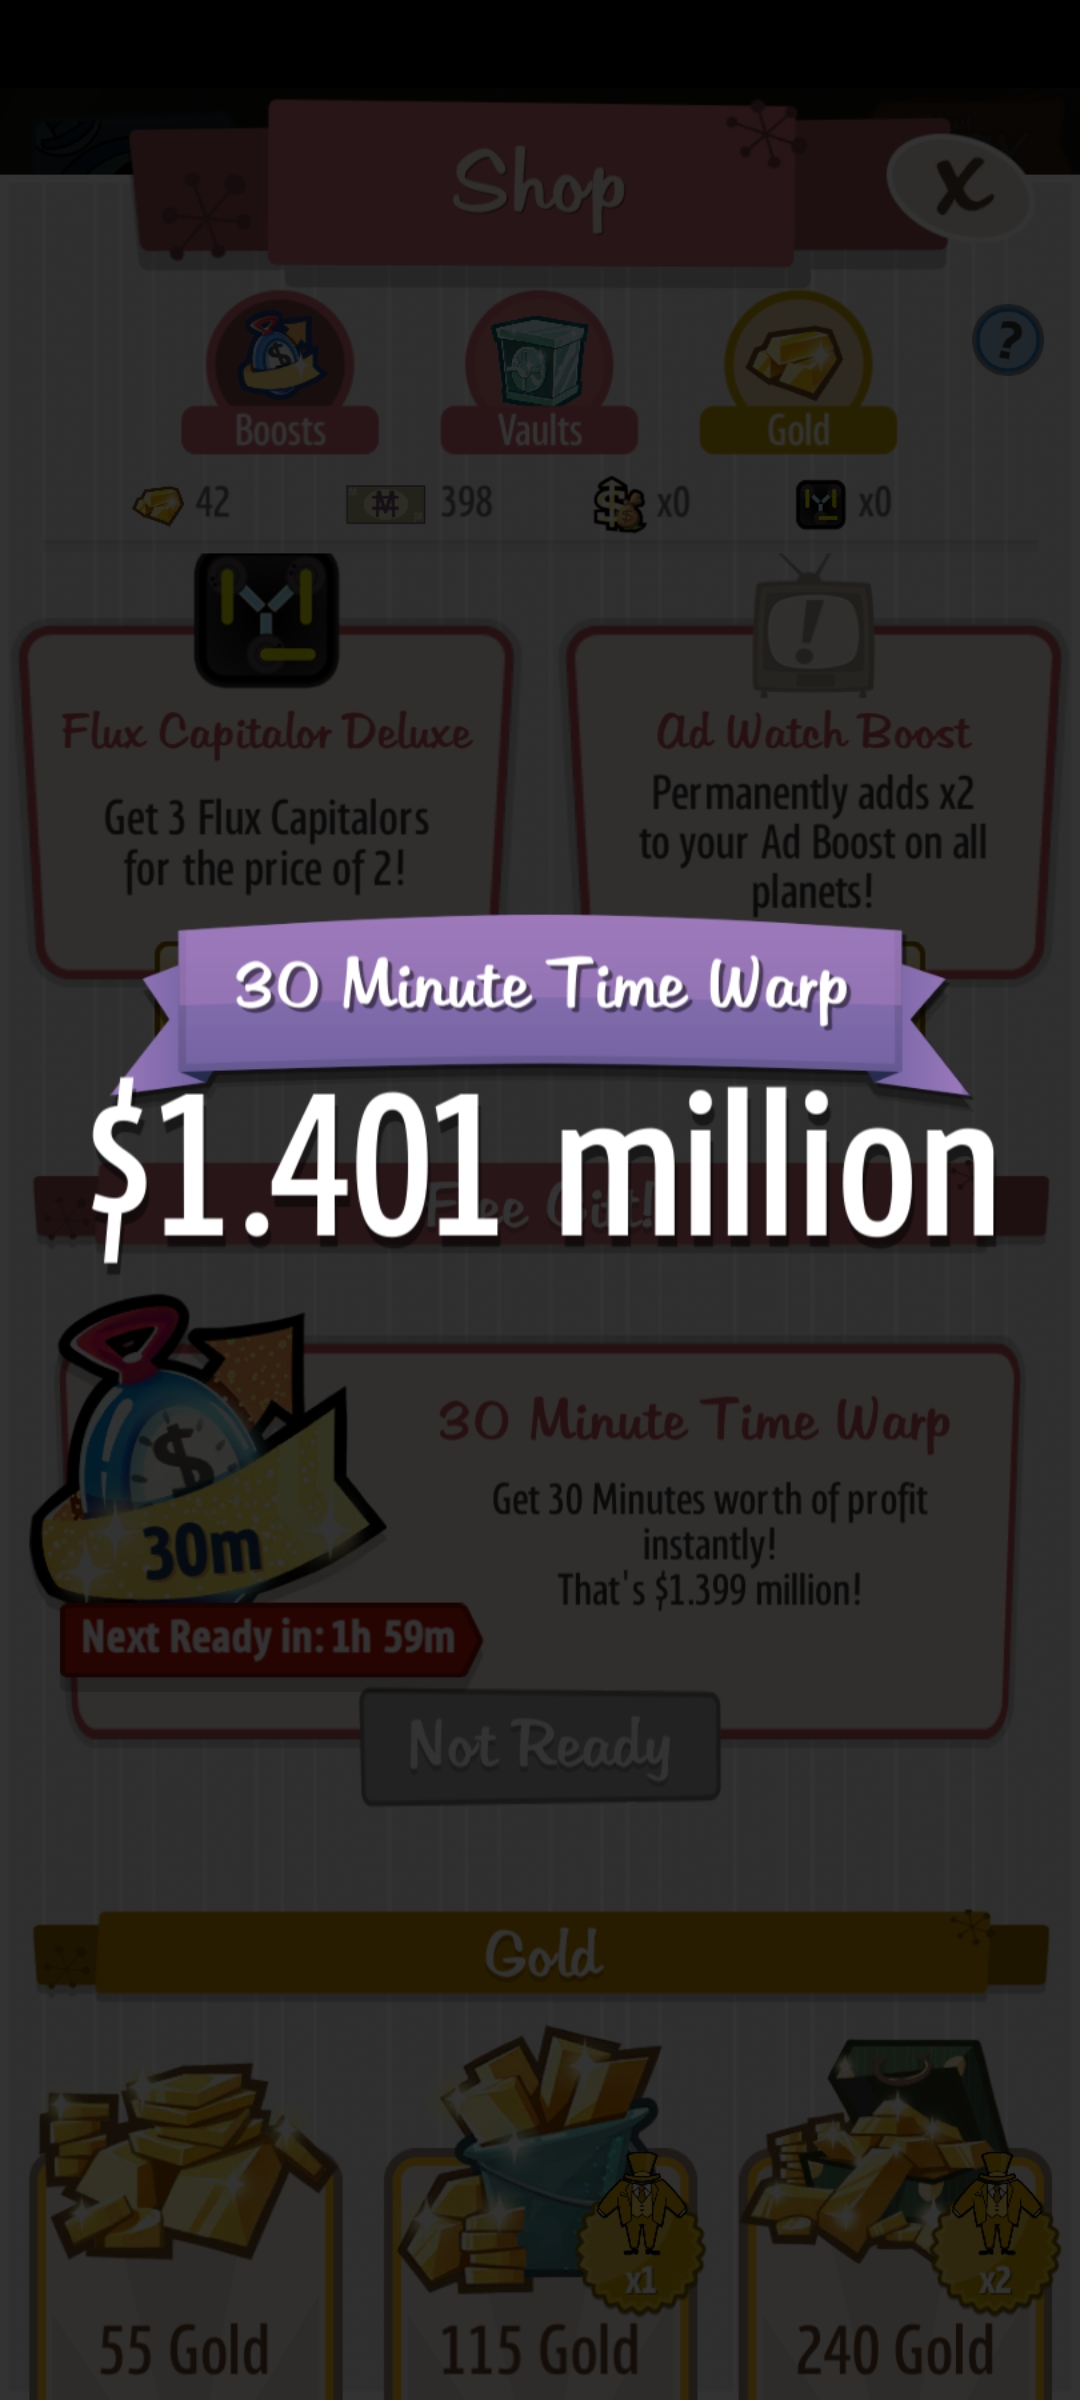 Shop
Boosts
Vaults
Gold
?
42
398
x0
x0
Flux Capitalor Deluxe
Get 3 Flux Capitalors
for the price of 2!
Ad Watch Boost
Permanently adds x2
to your Ad Boost on all
planets!
30 Minute Time Warp
$1.401 million
Free Gift!
30m
30 Minute Time Warp
Get 30 Minutes worth of profit
instantly!
That's $1.399 million!
Next Ready in: 1h 59m
Not Ready
Gold
x1
x2
55 Gold
115 Gold
240 Gold